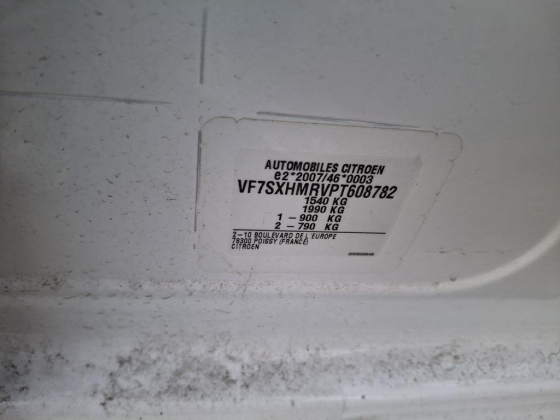 AUTOMOBILES CITROEN
e2*2007/46*0003
VF7SXHMRVPT608782
1540 KG
1990 KG
1 - 900 KG
2 - 790 KG
2-10 BOULEVARD DE L'EUROPE
78300 POISSY (FRANCE)
CITROEN